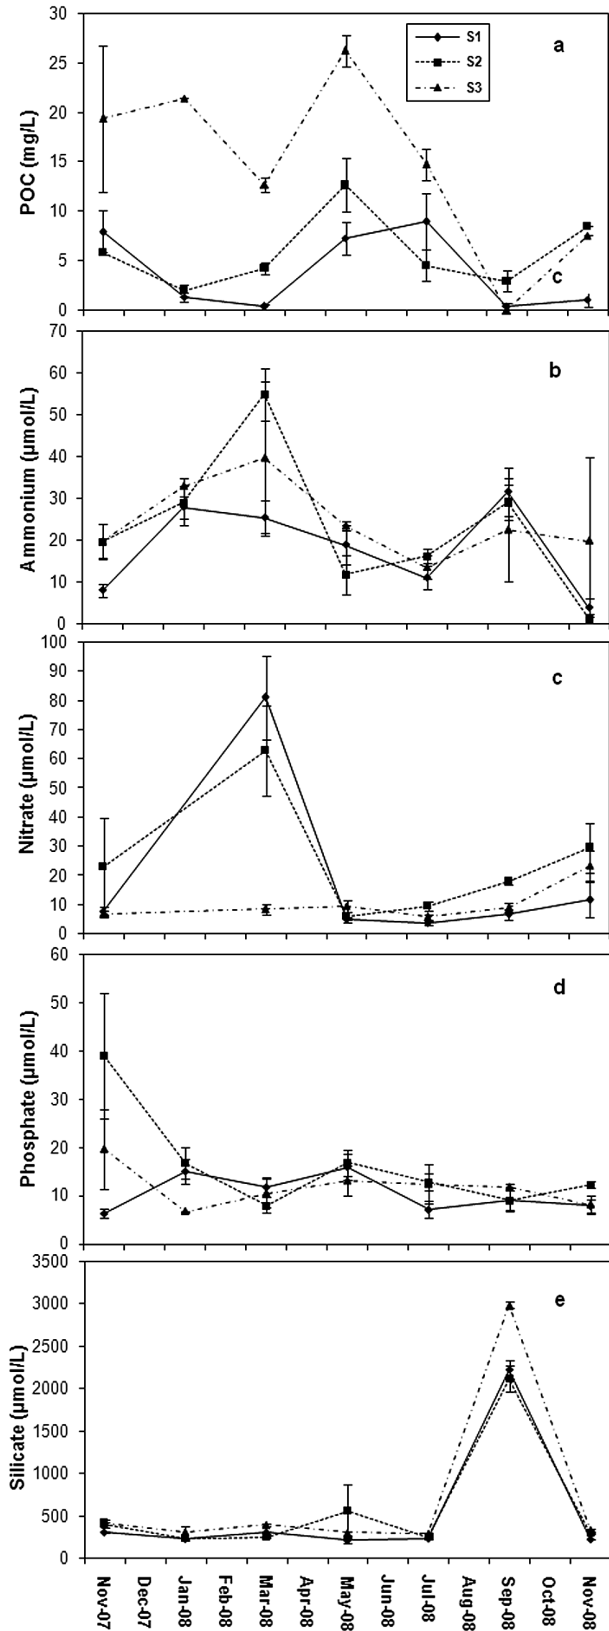 30
25
20
15
10
5
0
POC (mg/L)
S1
S2
S3
a
c
70
60
50
40
30
20
10
0
Ammonium (µmol/L)
b
100
90
80
70
60
50
40
30
20
10
0
Nitrate (µmol/L)
c
60
50
40
30
20
10
0
Phosphate (µmol/L)
d
3500
3000
2500
2000
1500
1000
500
0
Silicate (µmol/L)
e
Nov-07
Dec-07
Jan-08
Feb-08
Mar-08
Apr-08
May-08
Jun-08
Jul-08
Aug-08
Sep-08
Oct-08
Nov-08